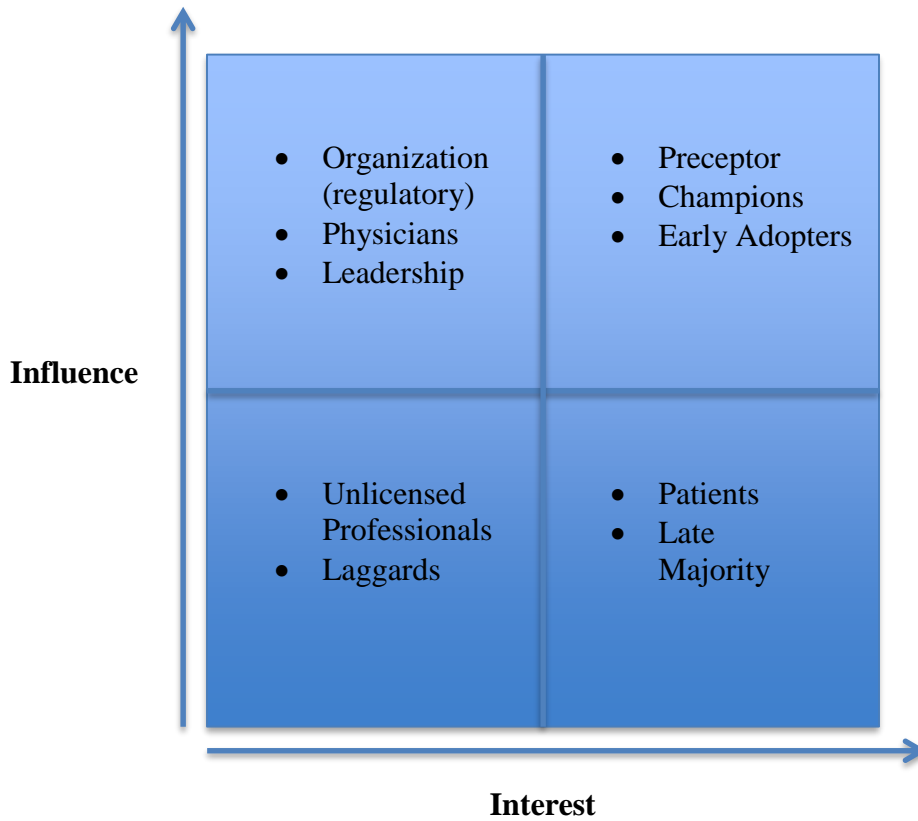 • Organization
(regulatory)
• Physicians
• Leadership
• Preceptor
• Champions
• Early Adopters
Influence
• Unlicensed
Professionals
• Laggards
• Patients
• Late
Majority
Interest